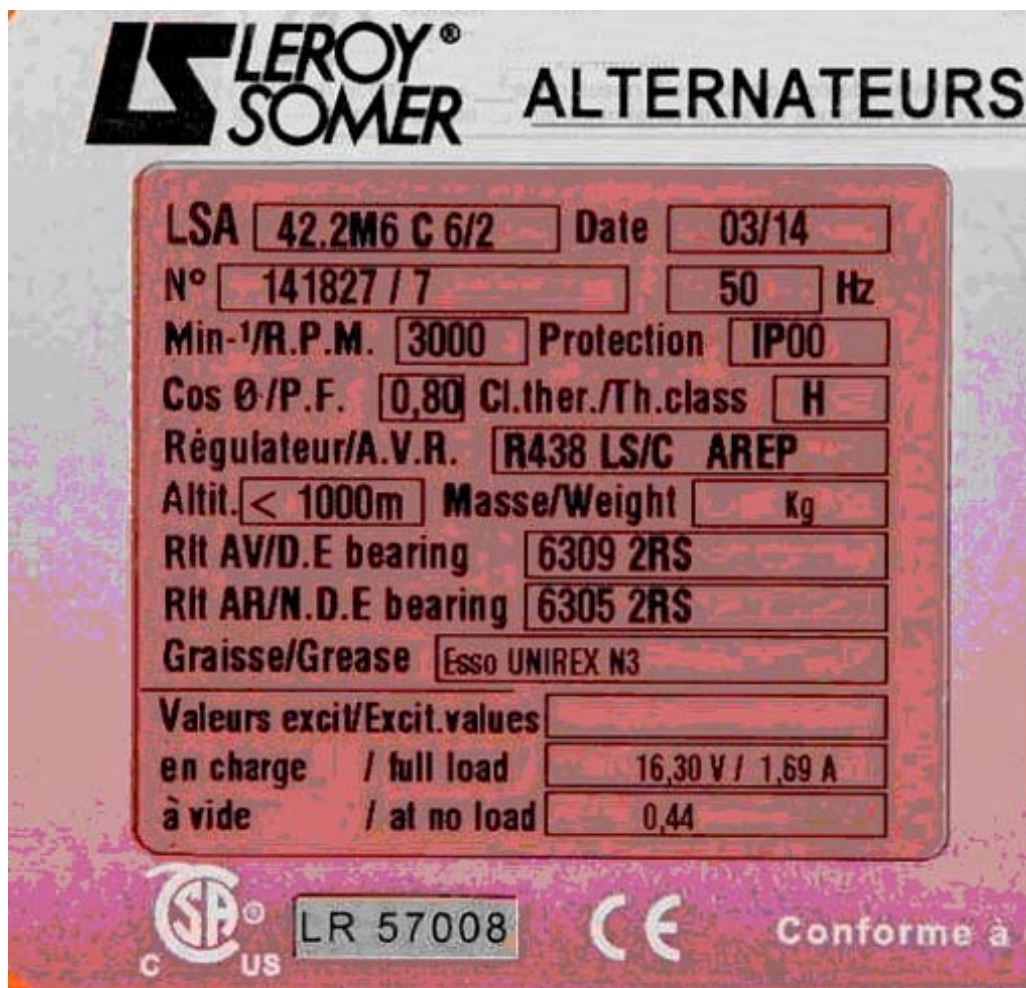 LEROY®
SOMER
ALTERNATEURS
LSA 42.2M6 C 6/2 Date 03/14
N° 141827 / 7 50 Hz
Min-¹/R.P.M. 3000 Protection IP00
Cos Ø/P.F. 0,80 Cl.ther./Th.class H
Régulateur/A.V.R. R438 LS/C AREP
Altit. < 1000m Masse/Weight Kg
Rlt AV/D.E bearing 6309 2RS
Rlt AR/N.D.E bearing 6305 2RS
Graisse/Grease Esso UNIREX N3
Valeurs excit/Excit.values
en charge / full load 16,30 V / 1,69 A
à vide / at no load 0,44
C SA ® US LR 57008 CE Conforme à